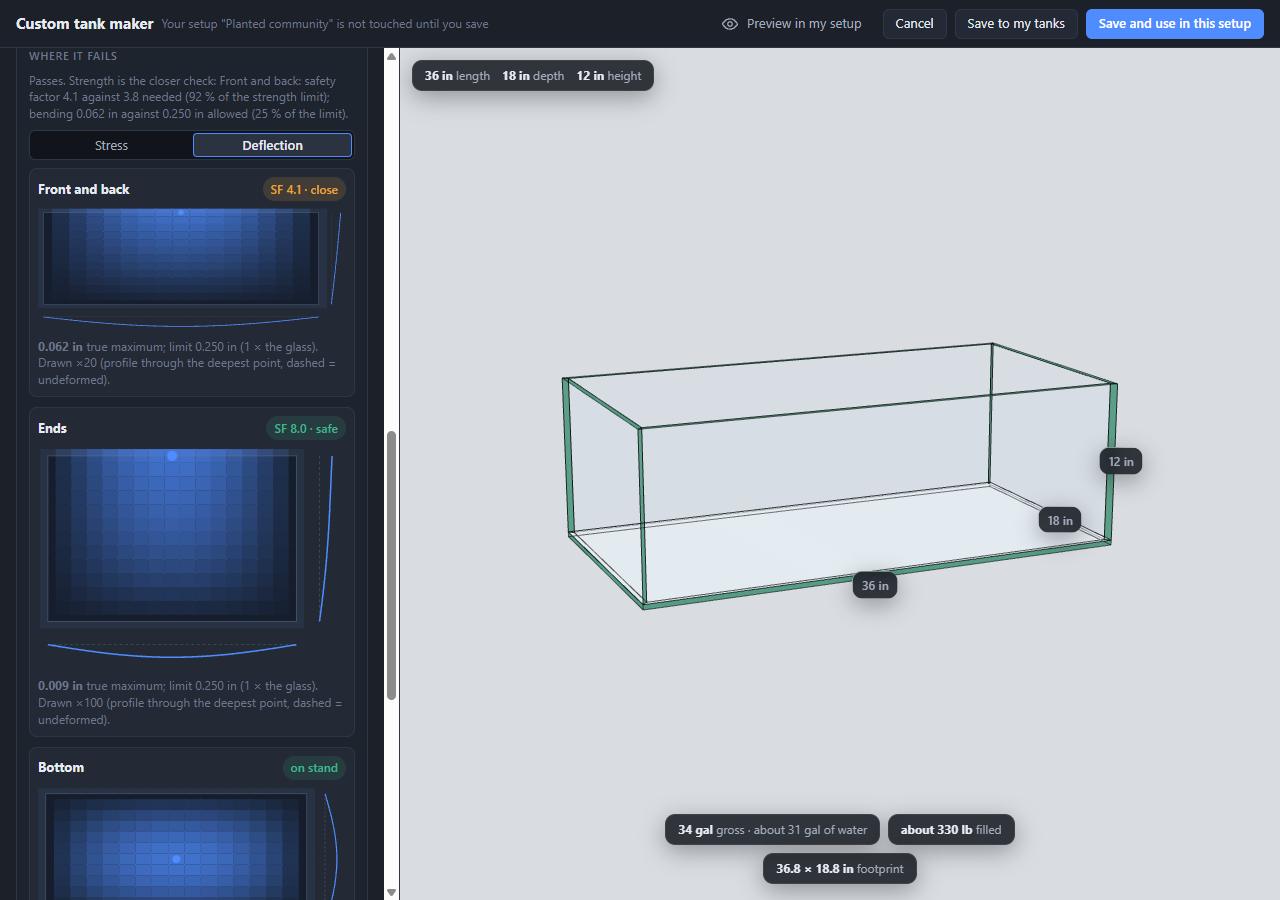 Custom tank maker Your setup "Planted community" is not touched until you save
Preview in my setup
Cancel
Save to my tanks
Save and use in this setup
WHERE IT FAILS
Passes. Strength is the closer check: Front and back: safety
factor 4.1 against 3.8 needed (92 % of the strength limit);
bending 0.062 in against 0.250 in allowed (25 % of the limit).
Stress
Deflection
Front and back
SF 4.1 · close
0.062 in true maximum; limit 0.250 in (1 × the glass).
Drawn ×20 (profile through the deepest point, dashed =
undeformed).
Ends
SF 8.0 · safe
0.009 in true maximum; limit 0.250 in (1 × the glass).
Drawn ×100 (profile through the deepest point, dashed =
undeformed).
Bottom
on stand
36 in length 18 in depth 12 in height
12 in
18 in
36 in
34 gal gross · about 31 gal of water
about 330 lb filled
36.8 × 18.8 in footprint